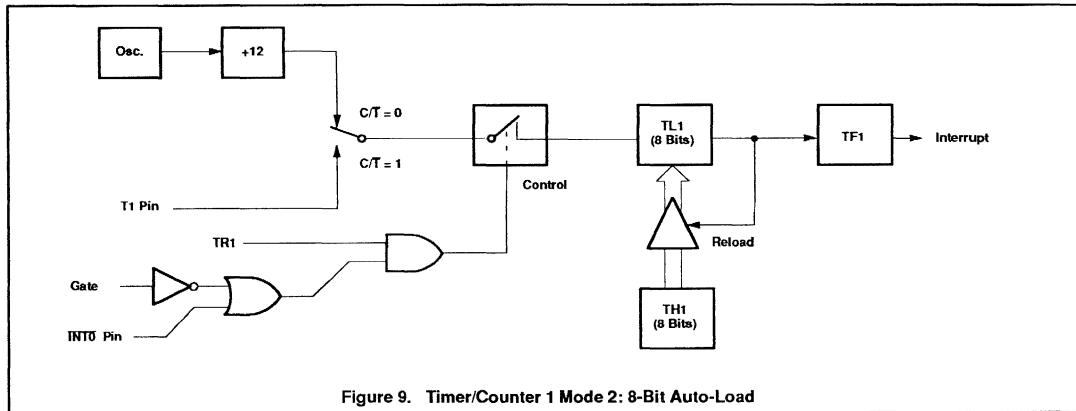 Osc.
+12
C/T̅ = 0
C/T̅ = 1
T1 Pin
Control
TL1
(8 Bits)
TF1
Interrupt
TR1
Reload
Gate
I̅N̅T̅0̅ Pin
TH1
(8 Bits)
Figure 9. Timer/Counter 1 Mode 2: 8-Bit Auto-Load